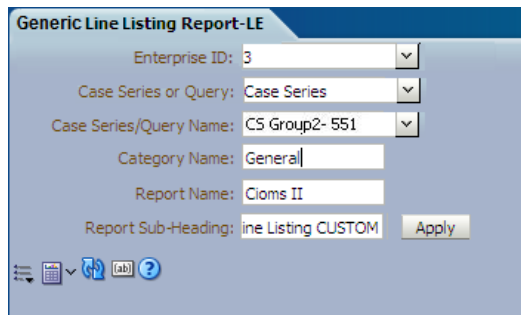 Generic Line Listing Report-LE
Enterprise ID: 3
Case Series or Query: Case Series
Case Series/Query Name: CS Group2- 551
Category Name: General
Report Name: Cioms II
Report Sub-Heading: ine Listing CUSTOM Apply
(ab) ?